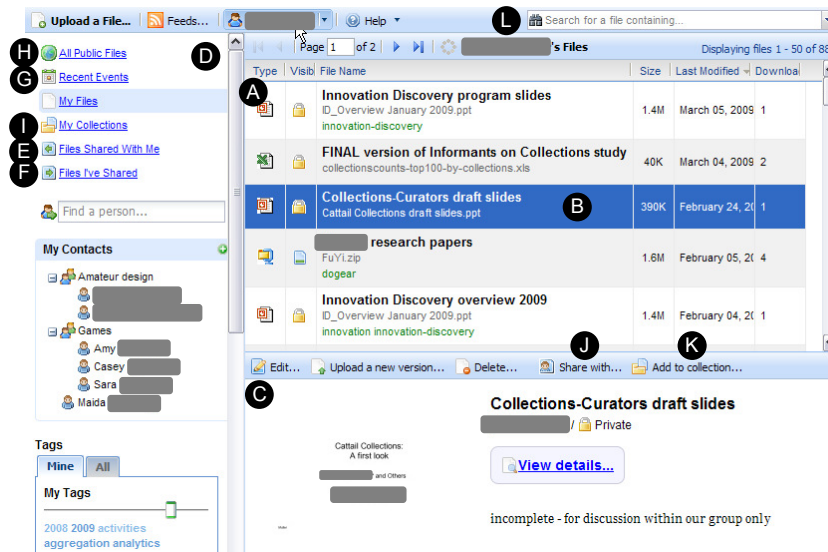 Upload a File... Feeds... Help L Search for a file containing...
H All Public Files D
G Recent Events
My Files
I My Collections
E Files Shared With Me
F Files I've Shared
Find a person...
My Contacts
Amateur design
Games
Amy
Casey
Sara
Maida
Tags
Mine All
My Tags
2008 2009 activities
aggregation analytics
Page 1 of 2 's Files Displaying files 1 - 50 of 88
Type Visib File Name Size Last Modified Downloa
A
Innovation Discovery program slides
ID_Overview January 2009.ppt 1.4M March 05, 2009 1
innovation-discovery
FINAL version of Informants on Collections study
collectionscounts-top100-by-collections.xls 40K March 04, 2009 2
Collections-Curators draft slides B
Cattail Collections draft slides.ppt 390K February 24, 20 1
research papers
FuYi.zip 1.6M February 05, 20 4
dogear
Innovation Discovery overview 2009
ID_Overview January 2009.ppt 1.4M February 04, 20 1
innovation innovation-discovery
J K
Edit... Upload a new version... Delete... Share with... Add to collection...
C
Cattail Collections:
A first look
and Others
Collections-Curators draft slides
/ Private
View details...
incomplete - for discussion within our group only